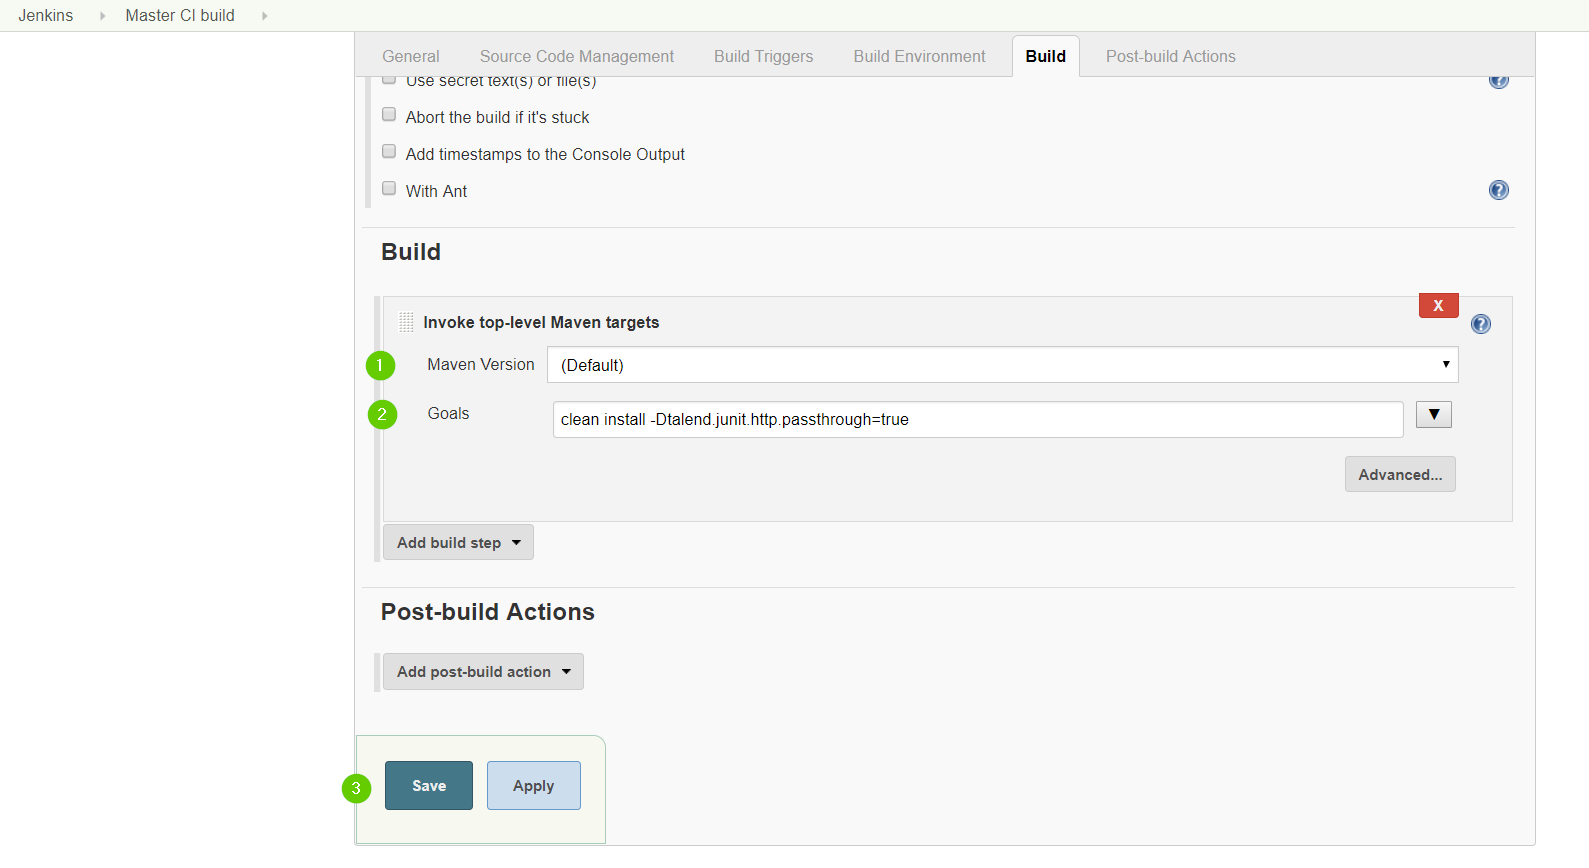 Jenkins Master CI build
General Source Code Management Build Triggers Build Environment Build Post-build Actions
Use secret text(s) or file(s)
?
Abort the build if it's stuck
Add timestamps to the Console Output
With Ant
?
Build
X
Invoke top-level Maven targets
?
1 Maven Version (Default)
2 Goals clean install -Dtalend.junit.http.passthrough=true
Advanced...
Add build step
Post-build Actions
Add post-build action
3 Save Apply